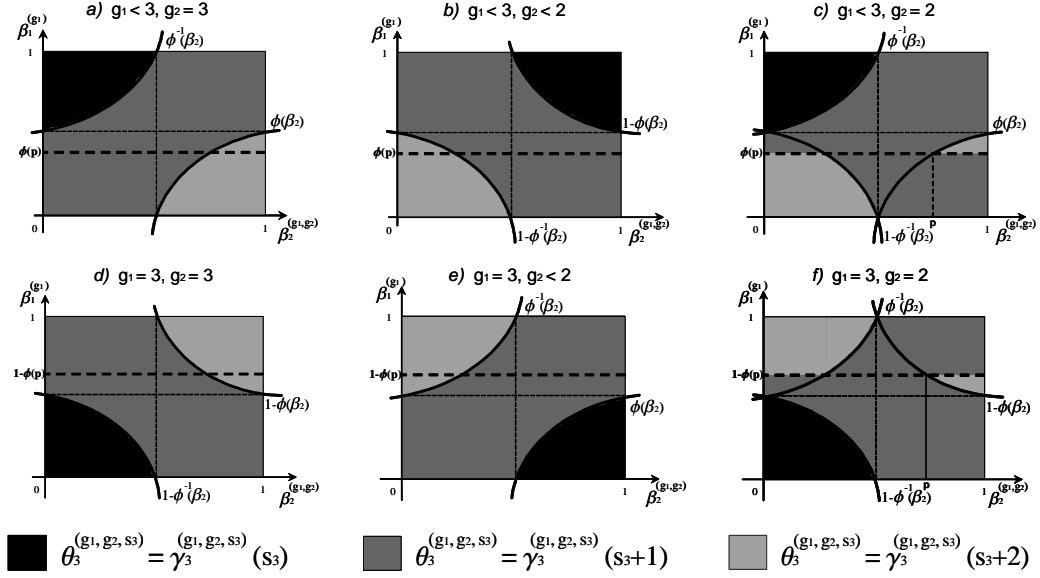 a) g₁ < 3, g₂ = 3
β₁^(g₁)
ϕ⁻¹(β₂)
1
ϕ(β₂)
ϕ(p)
0
1
β₂^(g₁,g₂)
b) g₁ < 3, g₂ < 2
β₁^(g₁)
1
1-ϕ(β₂)
ϕ(p)
0
1-ϕ⁻¹(β₂)
1
β₂^(g₁,g₂)
c) g₁ < 3, g₂ = 2
β₁^(g₁)
ϕ⁻¹(β₂)
1
ϕ(β₂)
ϕ(p)
0
1-ϕ⁻¹(β₂)
p
1
β₂^(g₁,g₂)
d) g₁ = 3, g₂ = 3
β₁^(g₁)
1
1-ϕ(p)
1-ϕ(β₂)
0
1-ϕ⁻¹(β₂)
1
β₂^(g₁,g₂)
e) g₁ = 3, g₂ < 2
β₁^(g₁)
ϕ⁻¹(β₂)
1
1-ϕ(p)
ϕ(β₂)
0
1
β₂^(g₁,g₂)
f) g₁ = 3, g₂ = 2
β₁^(g₁)
ϕ⁻¹(β₂)
1
1-ϕ(p)
1-ϕ(β₂)
0
1-ϕ⁻¹(β₂)
p
1
β₂^(g₁,g₂)
θ₃^(g₁, g₂, s₃) = γ₃^(g₁, g₂, s₃) (s₃)
θ₃^(g₁, g₂, s₃) = γ₃^(g₁, g₂, s₃) (s₃+1)
θ₃^(g₁, g₂, s₃) = γ₃^(g₁, g₂, s₃) (s₃+2)